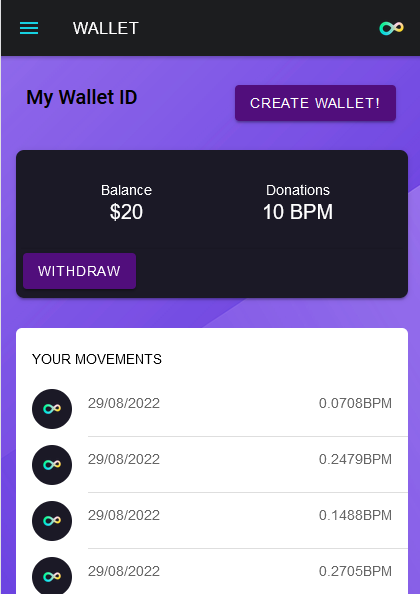 WALLET
My Wallet ID
CREATE WALLET!
Balance
Donations
$20
10 BPM
WITHDRAW
YOUR MOVEMENTS
29/08/2022 0.0708BPM
29/08/2022 0.2479BPM
29/08/2022 0.1488BPM
29/08/2022 0.2705BPM